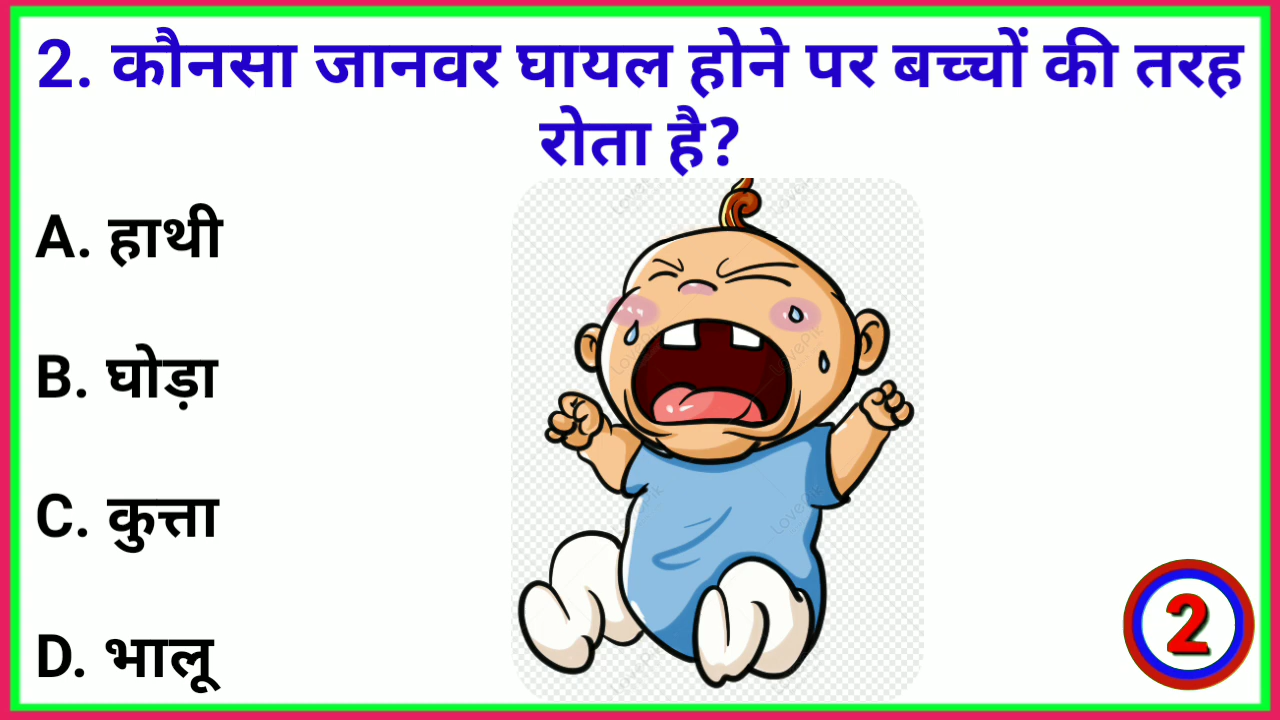 2. कौनसा जानवर घायल होने पर बच्चों की तरह
रोता है?
A. हाथी
B. घोड़ा
C. कुत्ता
D. भालू
2